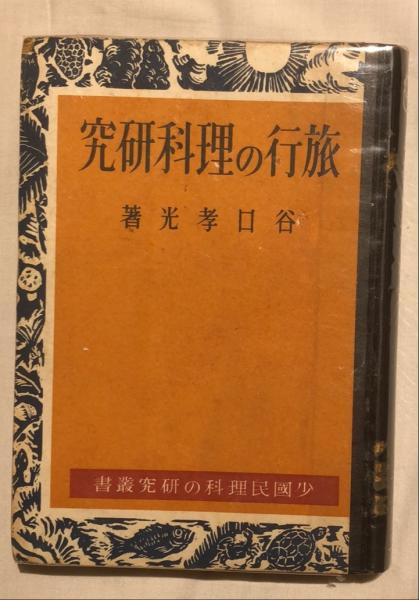 旅行の理科研究
谷口孝光著
少國民理科の研究叢書